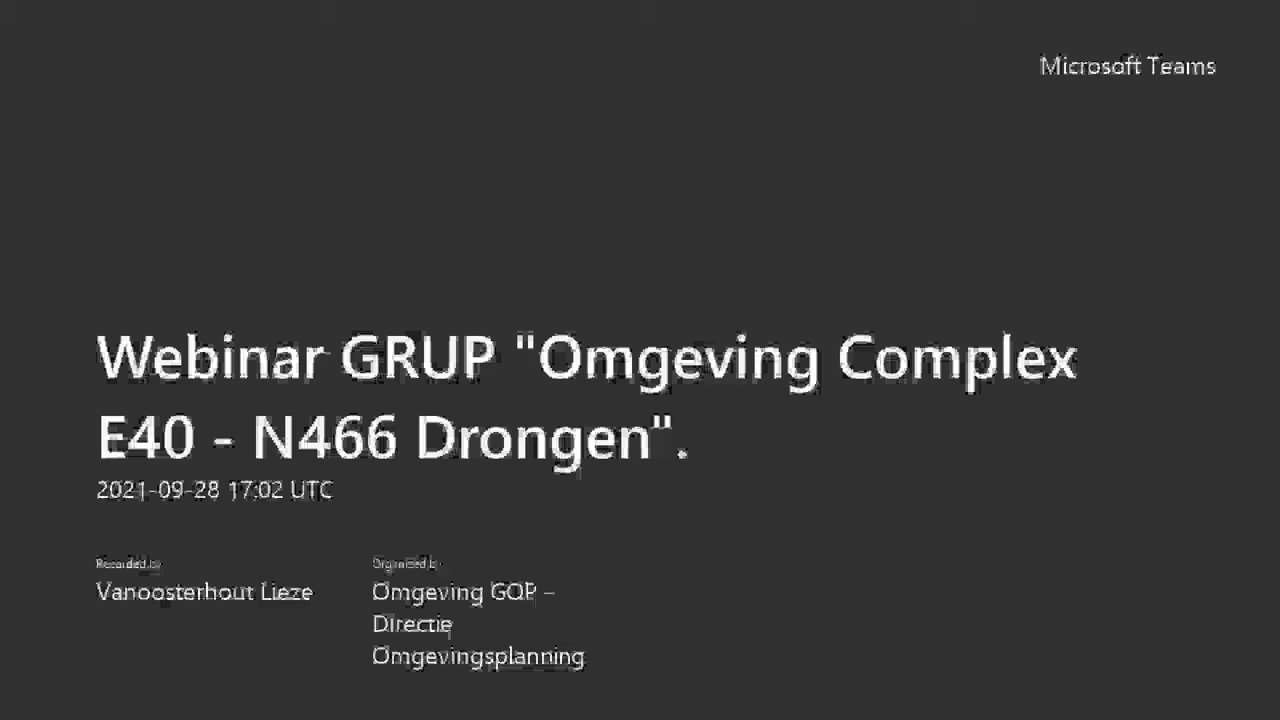 Microsoft Teams
Webinar GRUP "Omgeving Complex
E40 - N466 Drongen".
2021-09-28 17:02 UTC
Recorded by
Organized by
Vanoosterhout Lieze
Omgeving GOP –
Directie
Omgevingsplanning